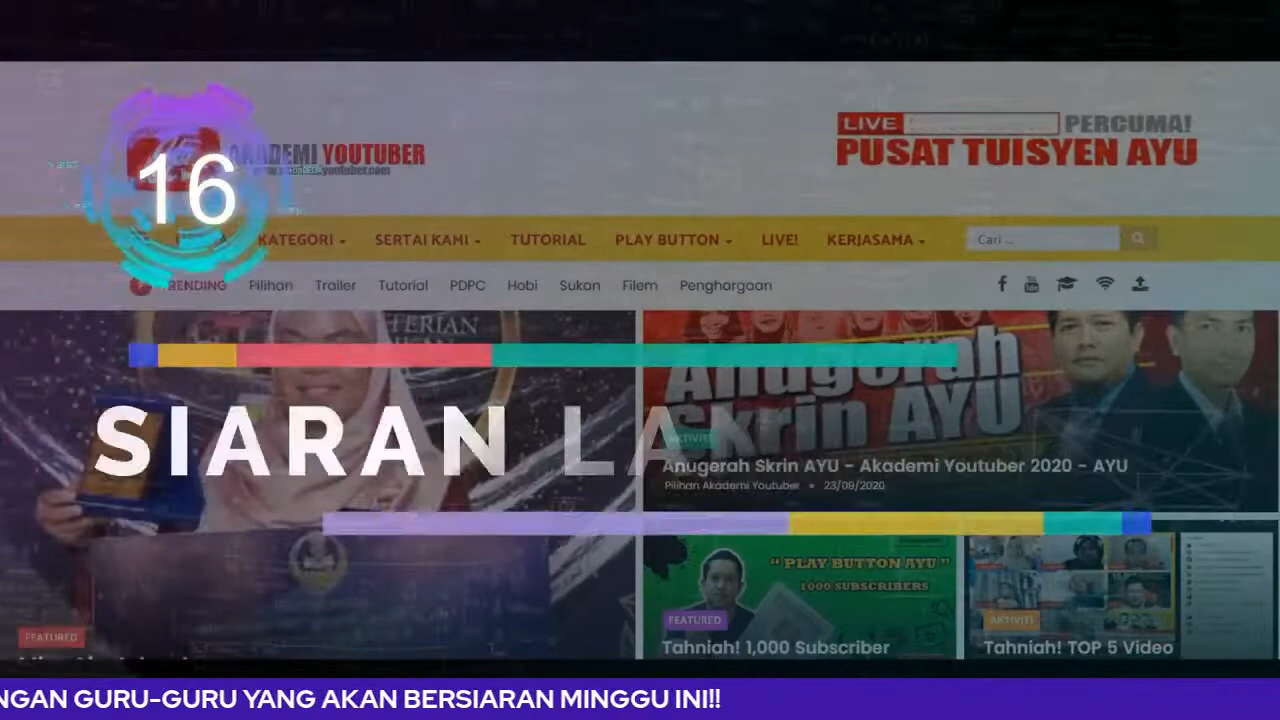 16
AKADEMI YOUTUBER
LIVE
PERCUMA!
PUSAT TUISYEN AYU
KATEGORI
SERTAI KAMI
TUTORIAL
PLAY BUTTON
LIVE!
KERJASAMA
Cari ...
TRENDING
Pilihan
Trailer
Tutorial
PDPC
Hobi
Sukan
Filem
Penghargaan
Anugerah
Skrin AYU
SIARAN LA
AKTIVITI
Anugerah Skrin AYU - Akademi Youtuber 2020 - AYU
Pilihan Akademi Youtuber
23/09/2020
“ PLAY BUTTON AYU ”
1000 SUBSCRIBERS
FEATURED
FEATURED
AKTIVITI
Tahniah! 1,000 Subscriber
Tahniah! TOP 5 Video
NGAN GURU-GURU YANG AKAN BERSIARAN MINGGU INI!!